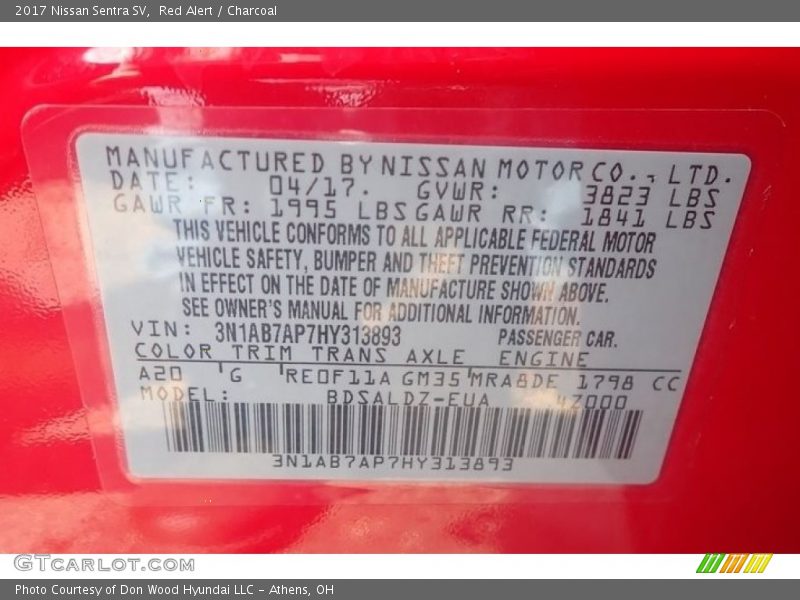 2017 Nissan Sentra SV, Red Alert / Charcoal
MANUFACTURED BY NISSAN MOTOR CO., LTD.
DATE: 04/17. GVWR: 3823 LBS
GAWR FR: 1995 LBS GAWR RR: 1841 LBS
THIS VEHICLE CONFORMS TO ALL APPLICABLE FEDERAL MOTOR
VEHICLE SAFETY, BUMPER AND THEFT PREVENTION STANDARDS
IN EFFECT ON THE DATE OF MANUFACTURE SHOWN ABOVE.
SEE OWNER'S MANUAL FOR ADDITIONAL INFORMATION.
VIN: 3N1AB7AP7HY313893 PASSENGER CAR.
COLOR TRIM TRANS AXLE ENGINE
A20 G RE0F11A GM35 MRA8DE 1798 CC
MODEL: BDSALDZ-EUA 4Z000
3N1AB7AP7HY313893
GTCARLOT.COM
Photo Courtesy of Don Wood Hyundai LLC - Athens, OH